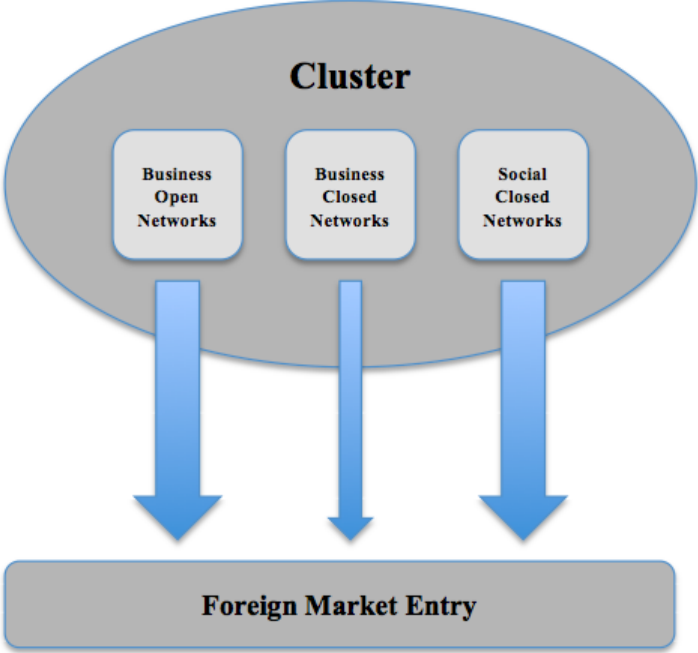 Cluster
Business
Open
Networks
Business
Closed
Networks
Social
Closed
Networks
Foreign Market Entry